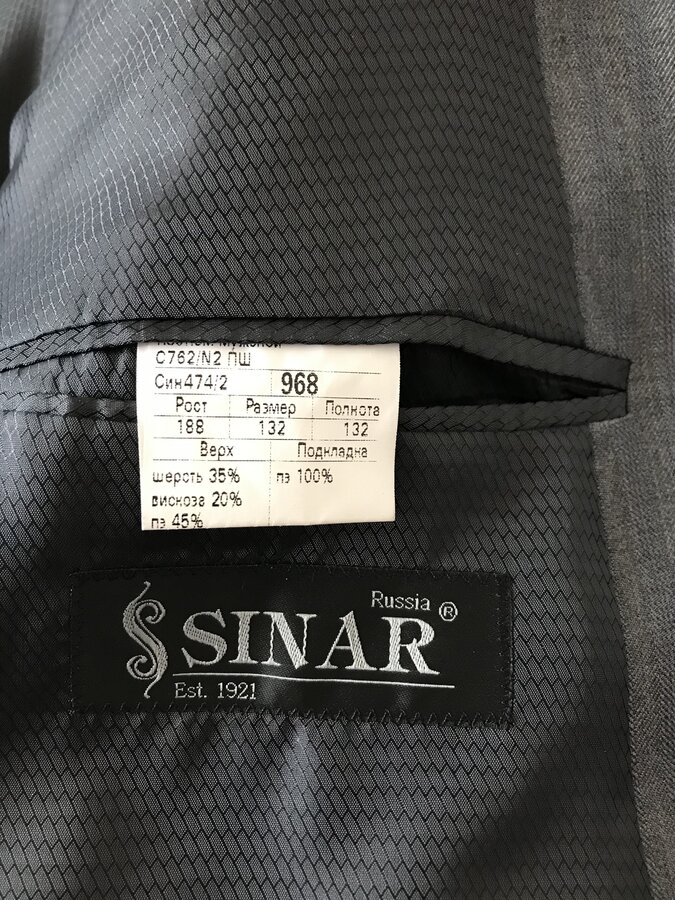 мужской
С762/N2 ПШ
Син474/2 968
Рост Размер Полнота
188 132 132
Верх Подкладка
шерсть 35% пэ 100%
вискоза 20%
пэ 45%
Russia ®
SINAR
Est. 1921